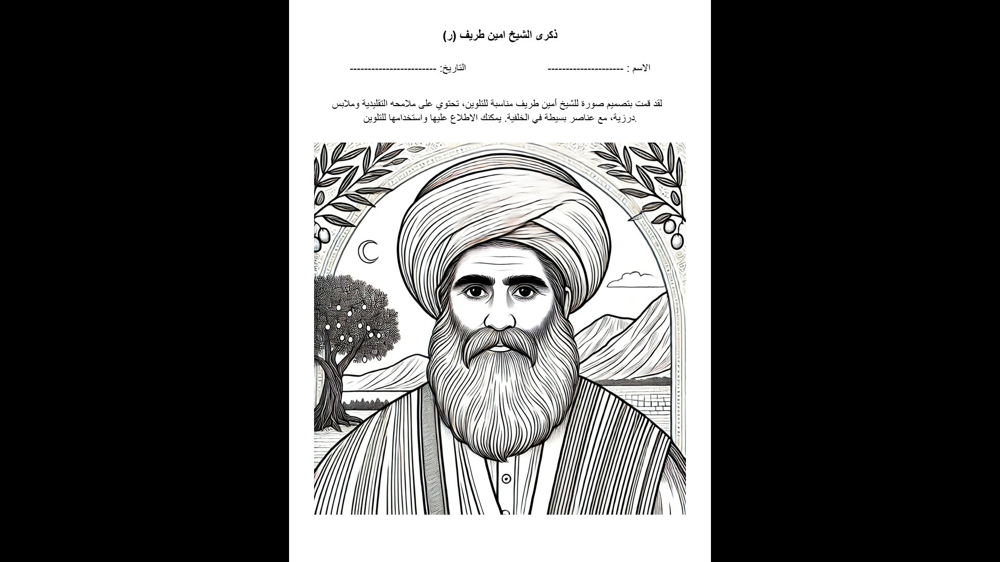 ذكرى الشيخ امين طريف (ر)
الاسم : --------------------- التاريخ: ------------------------
لقد قمت بتصميم صورة للشيخ أمين طريف مناسبة للتلوين، تحتوي على ملامحه التقليدية وملابس
درزية، مع عناصر بسيطة في الخلفية. يمكنك الاطلاع عليها واستخدامها للتلوين.